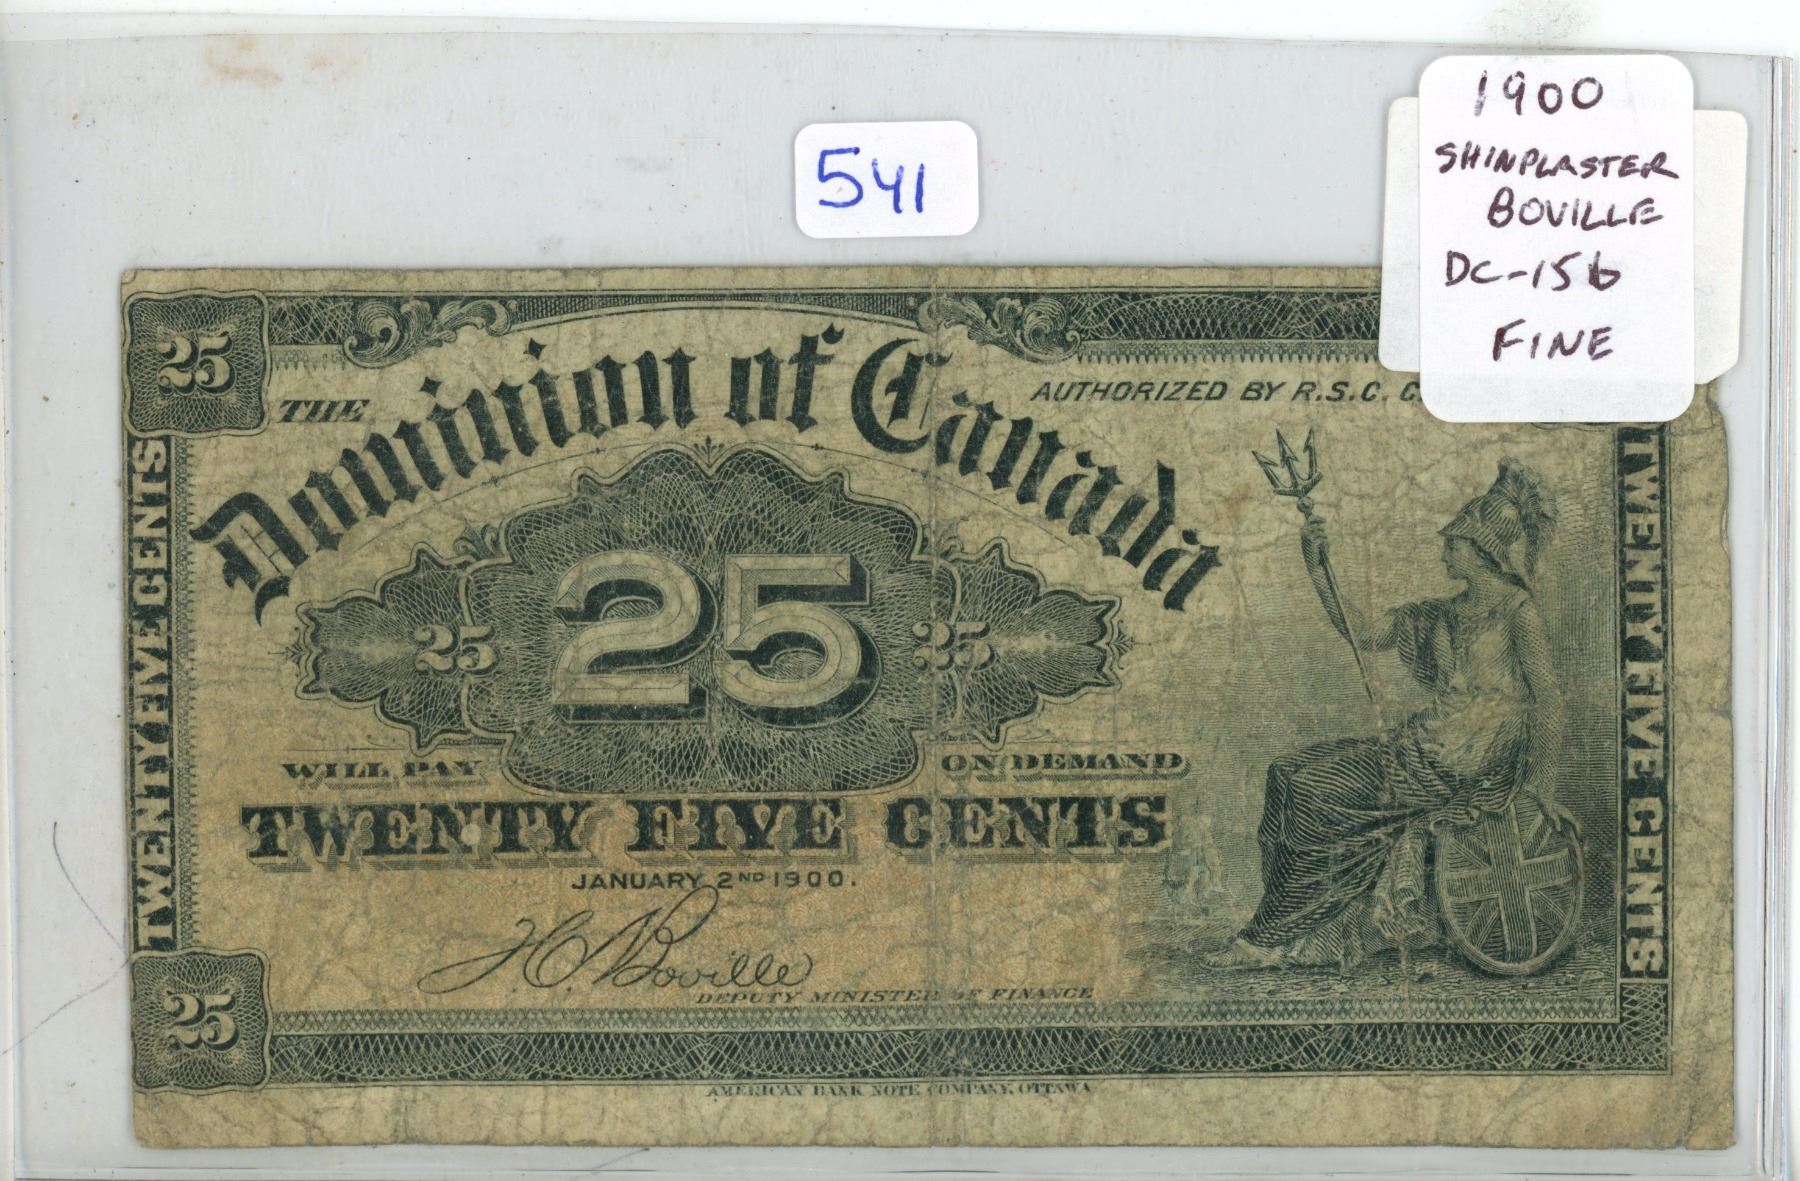 1900
SHINPLASTER
BOVILLE
DC-15b
FINE
541
25
THE
Dominion of Canada
AUTHORIZED BY R.S.C. C.
TWENTY FIVE CENTS
25 25 25
TWENTY FIVE CENTS
WILL PAY ON DEMAND
TWENTY FIVE CENTS
JANUARY 2ND 1900.
J.C. Boville
DEPUTY MINISTER OF FINANCE
25
AMERICAN BANK NOTE COMPANY, OTTAWA